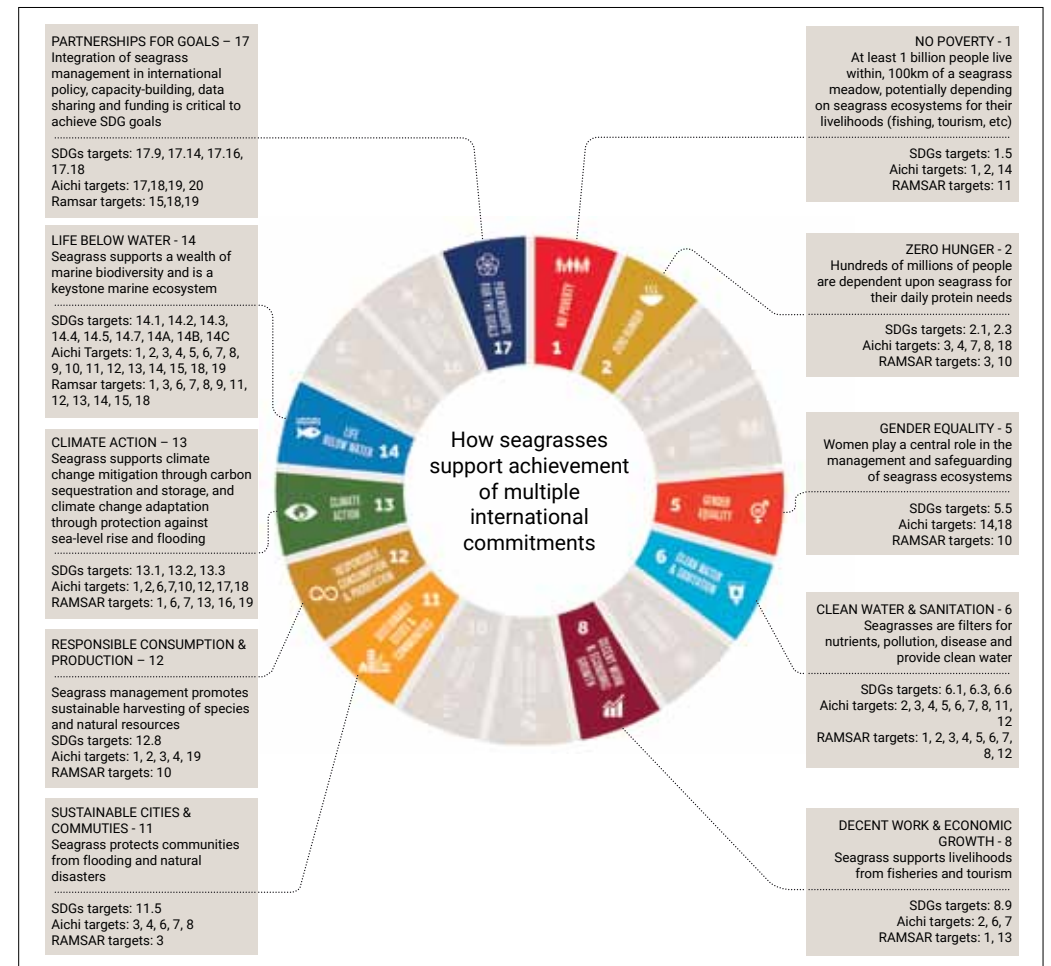 PARTNERSHIPS FOR GOALS – 17
Integration of seagrass
management in international
policy, capacity-building, data
sharing and funding is critical to
achieve SDG goals
SDGs targets: 17.9, 17.14, 17.16,
17.18
Aichi targets: 17,18,19, 20
Ramsar targets: 15,18,19
LIFE BELOW WATER - 14
Seagrass supports a wealth of
marine biodiversity and is a
keystone marine ecosystem
SDGs targets: 14.1, 14.2, 14.3,
14.4, 14.5, 14.7, 14A, 14B, 14C
Aichi Targets: 1, 2, 3, 4, 5, 6, 7, 8,
9, 10, 11, 12, 13, 14, 15, 18, 19
Ramsar targets: 1, 3, 6, 7, 8, 9, 11,
12, 13, 14, 15, 18
CLIMATE ACTION – 13
Seagrass supports climate
change mitigation through carbon
sequestration and storage, and
climate change adaptation
through protection against
sea-level rise and flooding
SDGs targets: 13.1, 13.2, 13.3
Aichi targets: 1, 2, 6, 7, 10, 12, 17, 18
RAMSAR targets: 1, 6, 7, 13, 16, 19
RESPONSIBLE CONSUMPTION &
PRODUCTION – 12
Seagrass management promotes
sustainable harvesting of species
and natural resources
SDGs targets: 12.8
Aichi targets: 1, 2, 3, 4, 19
RAMSAR targets: 10
SUSTAINABLE CITIES &
COMMUTIES - 11
Seagrass protects communities
from flooding and natural
disasters
SDGs targets: 11.5
Aichi targets: 3, 4, 6, 7, 8
RAMSAR targets: 3
How seagrasses
support achievement
of multiple
international
commitments
PARTNERSHIPS
FOR THE GOALS
17
NO POVERTY
1
ZERO HUNGER
2
5
GENDER
EQUALITY
6
CLEAN WATER
& SANITATION
8
DECENT WORK
& ECONOMIC
GROWTH
11
SUSTAINABLE
CITIES &
COMMUNITIES
12
RESPONSIBLE
CONSUMPTION
& PRODUCTION
13
CLIMATE
ACTION
14
LIFE
BELOW WATER
NO POVERTY - 1
At least 1 billion people live
within, 100km of a seagrass
meadow, potentially depending
on seagrass ecosystems for their
livelihoods (fishing, tourism, etc)
SDGs targets: 1.5
Aichi targets: 1, 2, 14
RAMSAR targets: 11
ZERO HUNGER - 2
Hundreds of millions of people
are dependent upon seagrass for
their daily protein needs
SDGs targets: 2.1, 2.3
Aichi targets: 3, 4, 7, 8, 18
RAMSAR targets: 3, 10
GENDER EQUALITY - 5
Women play a central role in the
management and safeguarding
of seagrass ecosystems
SDGs targets: 5.5
Aichi targets: 14,18
RAMSAR targets: 10
CLEAN WATER & SANITATION - 6
Seagrasses are filters for
nutrients, pollution, disease and
provide clean water
SDGs targets: 6.1, 6.3, 6.6
Aichi targets: 2, 3, 4, 5, 6, 7, 8, 11,
12
RAMSAR targets: 1, 2, 3, 4, 5, 6, 7,
8, 12
DECENT WORK & ECONOMIC
GROWTH - 8
Seagrass supports livelihoods
from fisheries and tourism
SDGs targets: 8.9
Aichi targets: 2, 6, 7
RAMSAR targets: 1, 13